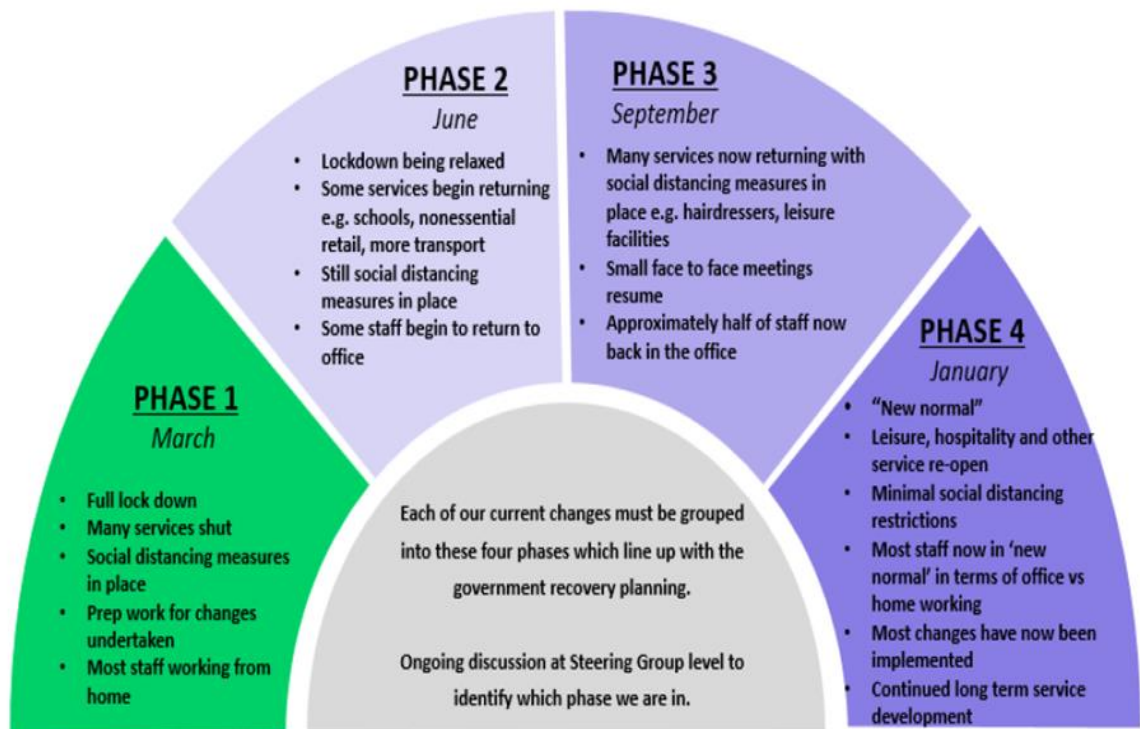 PHASE 1
March
• Full lock down
• Many services shut
• Social distancing measures
in place
• Prep work for changes
undertaken
• Most staff working from
home
PHASE 2
June
• Lockdown being relaxed
• Some services begin returning
e.g. schools, nonessential
retail, more transport
• Still social distancing
measures in place
• Some staff begin to return to
office
PHASE 3
September
• Many services now returning with
social distancing measures in
place e.g. hairdressers, leisure
facilities
• Small face to face meetings
resume
• Approximately half of staff now
back in the office
PHASE 4
January
• “New normal”
• Leisure, hospitality and other
service re-open
• Minimal social distancing
restrictions
• Most staff now in ‘new
normal’ in terms of office vs
home working
• Most changes have now been
implemented
• Continued long term service
development
Each of our current changes must be grouped
into these four phases which line up with the
government recovery planning.
Ongoing discussion at Steering Group level to
identify which phase we are in.